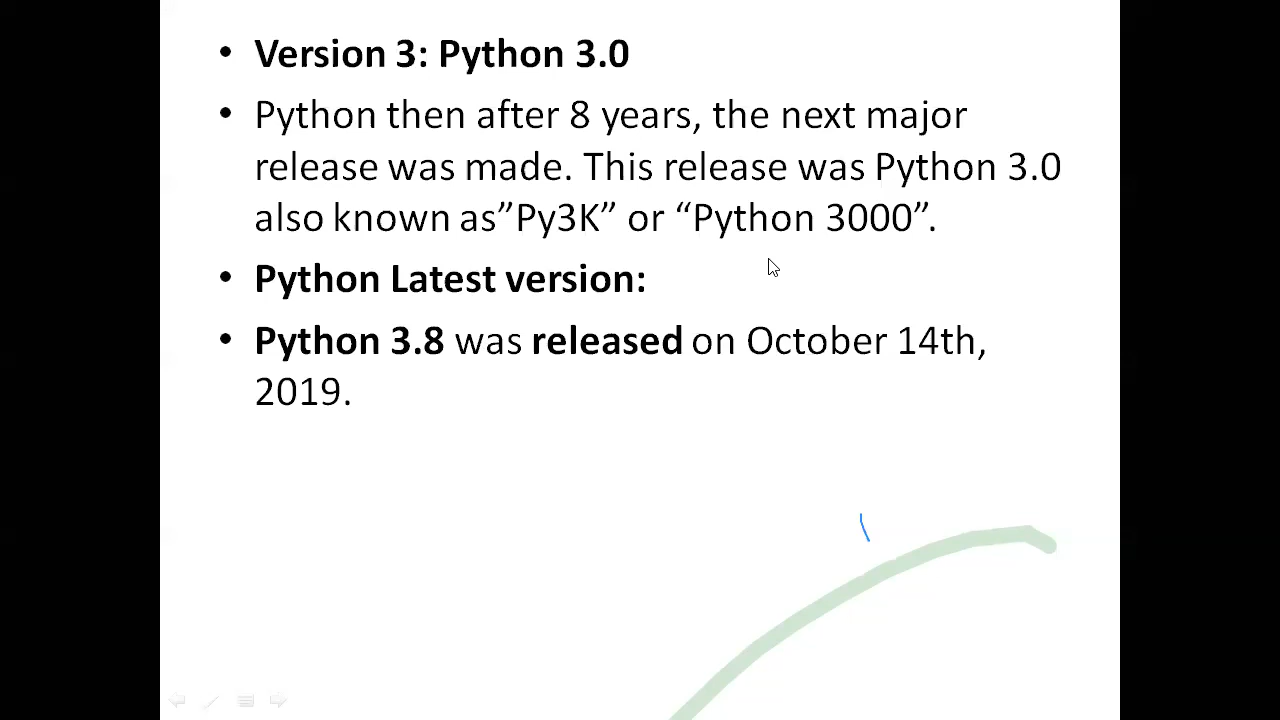 • Version 3: Python 3.0
• Python then after 8 years, the next major
release was made. This release was Python 3.0
also known as”Py3K” or “Python 3000”.
• Python Latest version:
• Python 3.8 was released on October 14th,
2019.